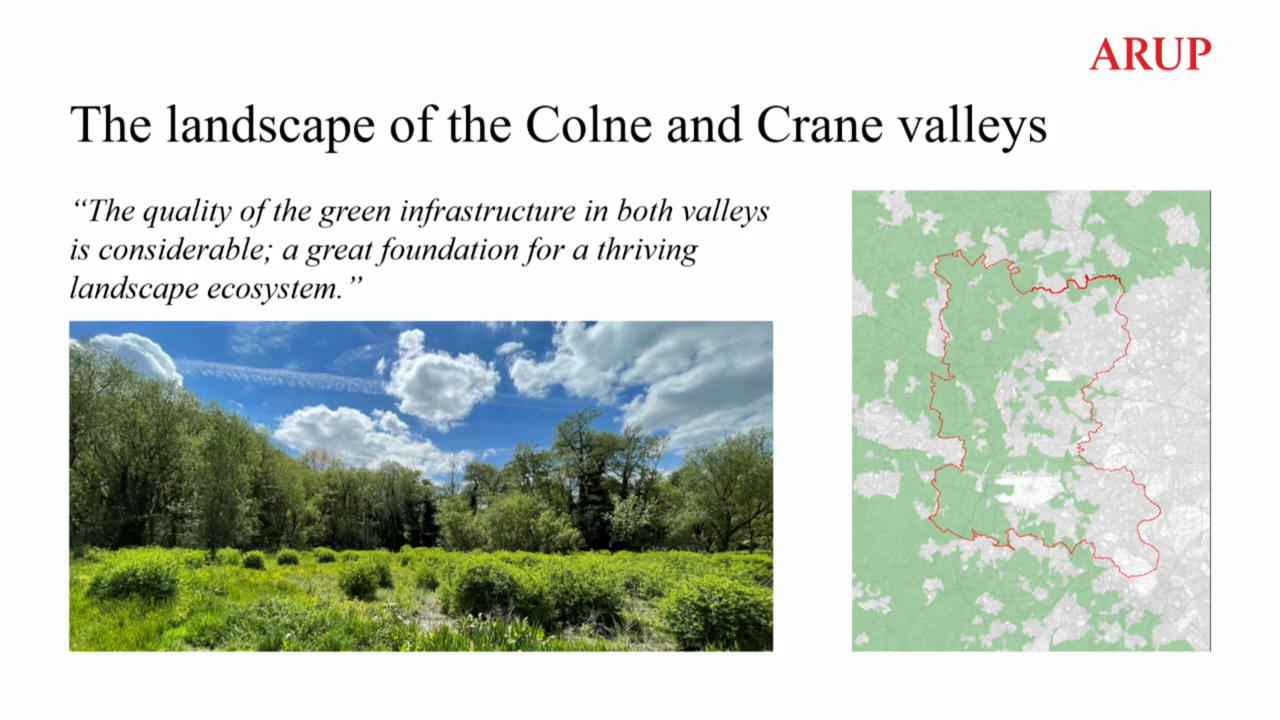 ARUP
The landscape of the Colne and Crane valleys
“The quality of the green infrastructure in both valleys
is considerable; a great foundation for a thriving
landscape ecosystem.”